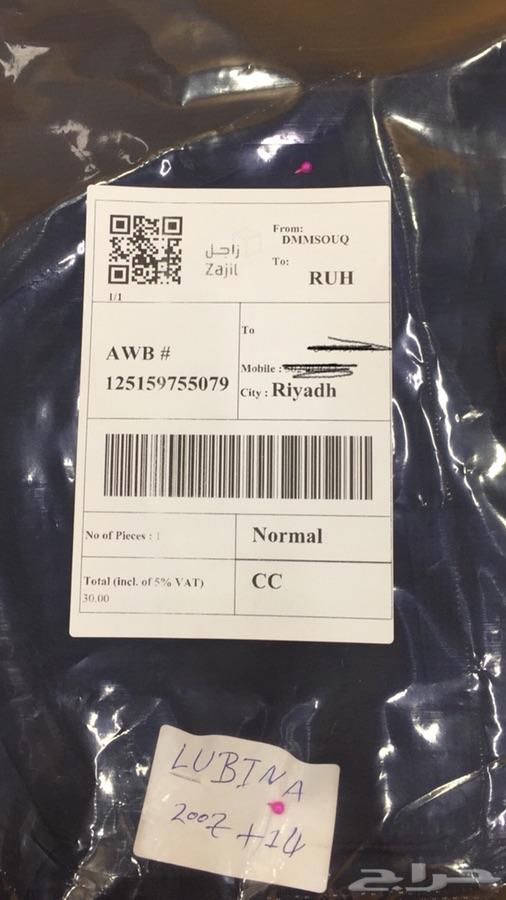 زاجل
Zajil
From:
DMMSOUQ
To:
RUH
1/1
AWB #
125159755079
To
Mobile :
City : Riyadh
No of Pieces : 1
Normal
Total (incl. of 5% VAT)
30.00
CC
LUBINA
2007 +14
حراج